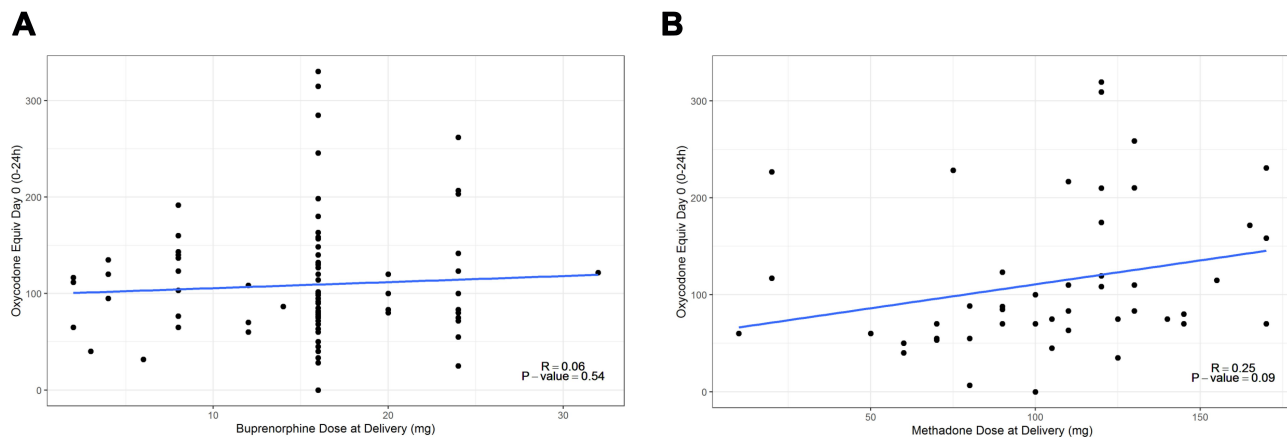 A
B
Oxycodone Equiv Day 0 (0-24h)
300
200
100
0
R = 0.06
P − value = 0.54
10
20
30
Buprenorphine Dose at Delivery (mg)
Oxycodone Equiv Day 0 (0-24h)
300
200
100
0
R = 0.25
P − value = 0.09
50
100
150
Methadone Dose at Delivery (mg)